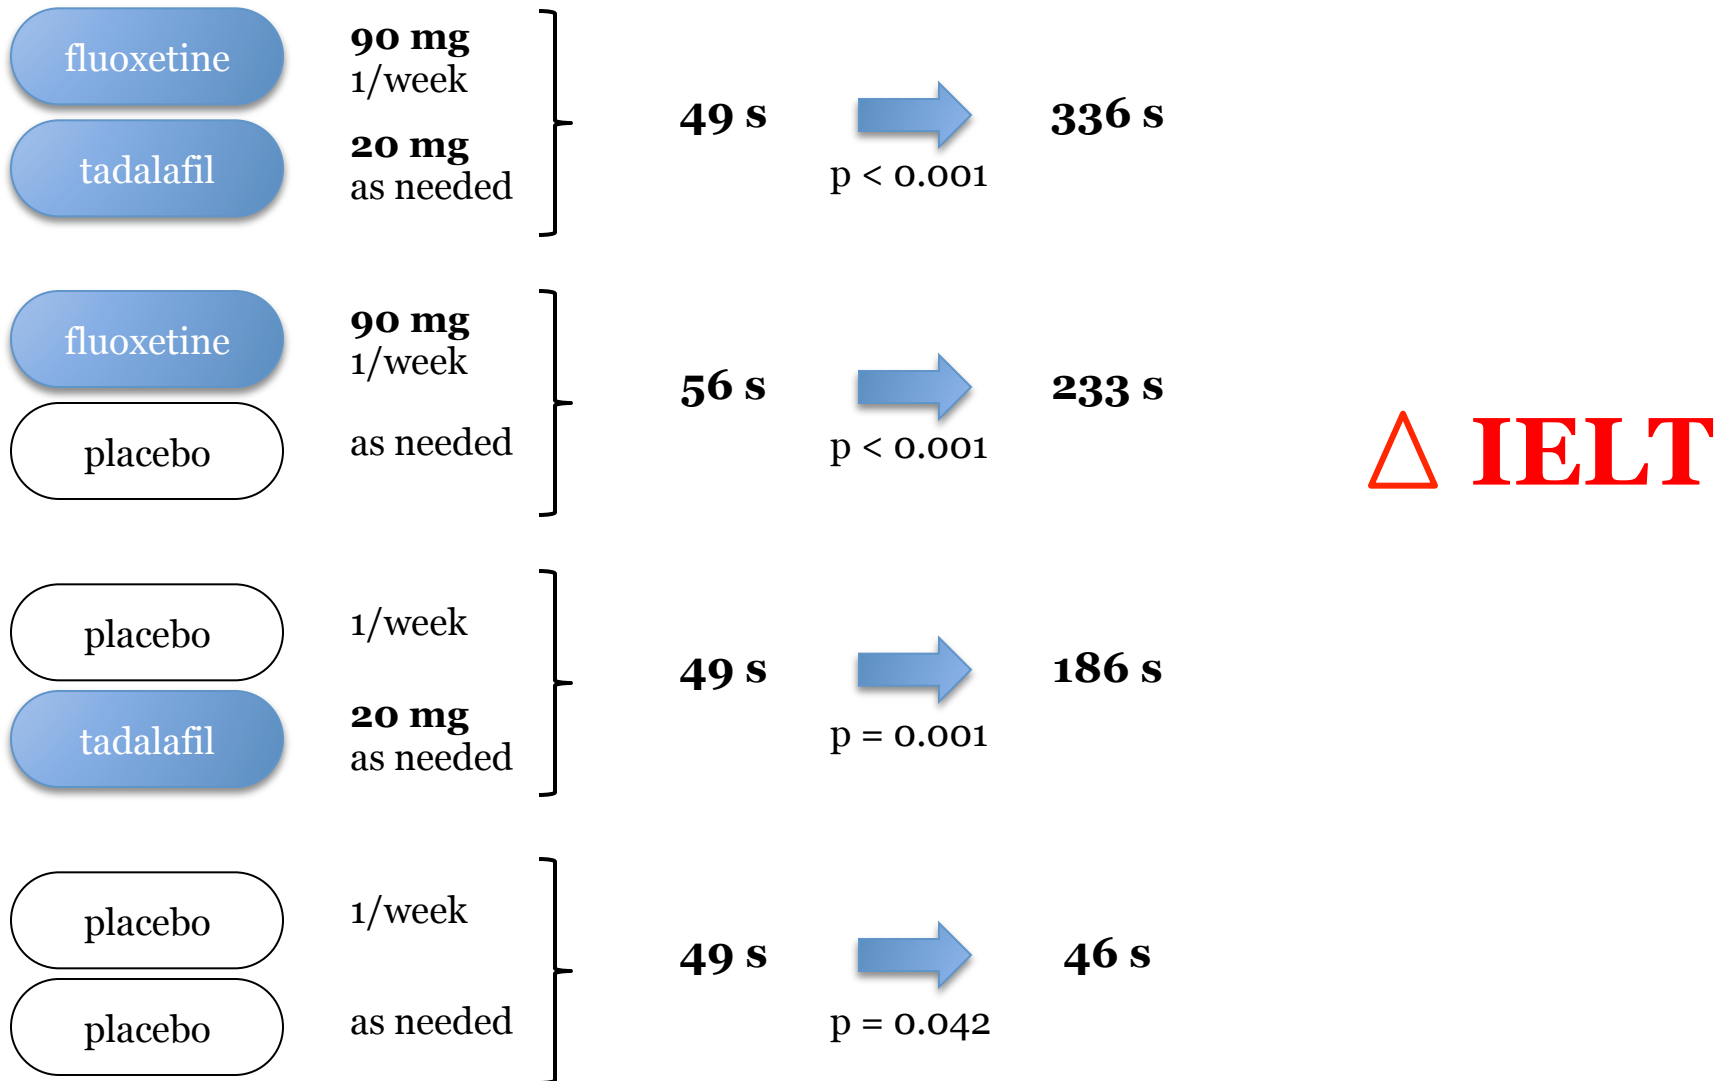 fluoxetine
90 mg
1/week
tadalafil
20 mg
as needed
49 s
p < 0.001
336 s
fluoxetine
90 mg
1/week
placebo
as needed
56 s
p < 0.001
233 s
placebo
1/week
tadalafil
20 mg
as needed
49 s
p = 0.001
186 s
placebo
1/week
placebo
as needed
49 s
p = 0.042
46 s
△ IELT